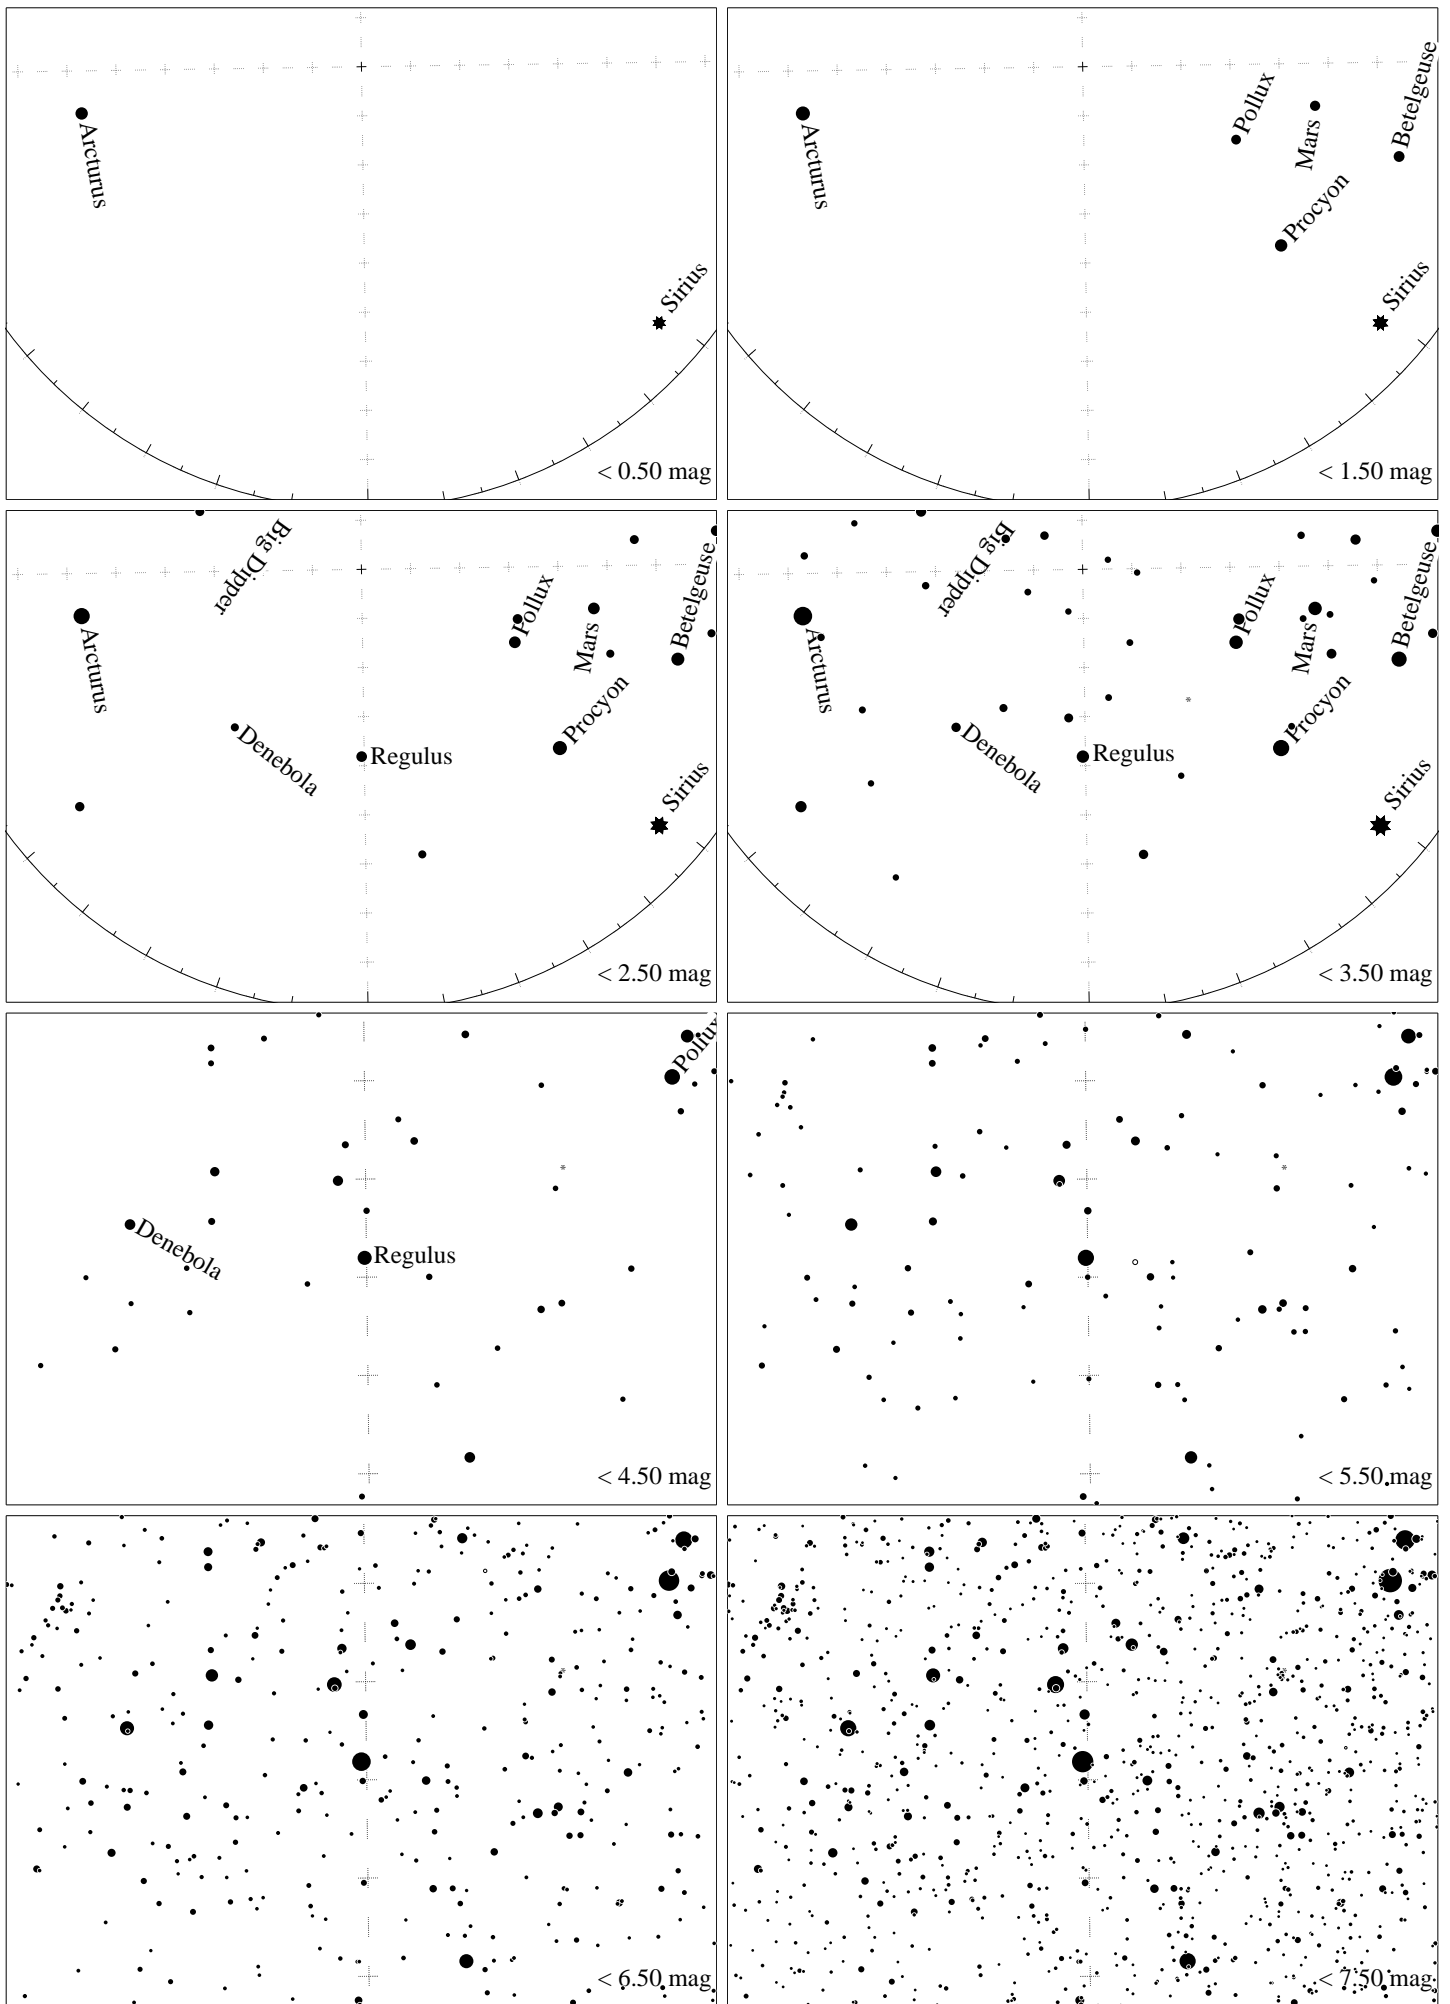 Arcturus
Sirius
< 0.50 mag
Arcturus
Pollux
Mars
Betelgeuse
Procyon
Sirius
< 1.50 mag
Big Dipper
Arcturus
Pollux
Mars
Betelgeuse
Procyon
Denebola
Regulus
Sirius
< 2.50 mag
Big Dipper
Arcturus
Pollux
Mars
Betelgeuse
Procyon
Denebola
Regulus
Sirius
< 3.50 mag
Pollux
Denebola
Regulus
< 4.50 mag
< 5.50 mag
< 6.50 mag
< 7.50 mag